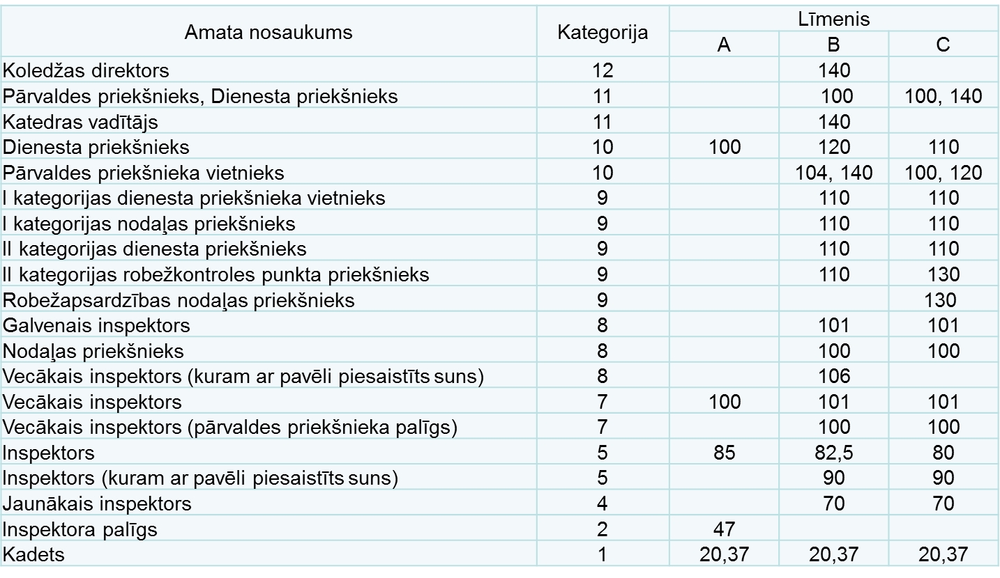 Amata nosaukums Kategorija Līmenis
A B C
Koledžas direktors 12 140
Pārvaldes priekšnieks, Dienesta priekšnieks 11 100 100, 140
Katedras vadītājs 11 140
Dienesta priekšnieks 10 100 120 110
Pārvaldes priekšnieka vietnieks 10 104, 140 100, 120
I kategorijas dienesta priekšnieka vietnieks 9 110 110
I kategorijas nodaļas priekšnieks 9 110 110
II kategorijas dienesta priekšnieks 9 110 110
II kategorijas robežkontroles punkta priekšnieks 9 110 130
Robežapsardzības nodaļas priekšnieks 9 130
Galvenais inspektors 8 101 101
Nodaļas priekšnieks 8 100 100
Vecākais inspektors (kuram ar pavēli piesaistīts suns) 8 106
Vecākais inspektors 7 100 101 101
Vecākais inspektors (pārvaldes priekšnieka palīgs) 7 100 100
Inspektors 5 85 82,5 80
Inspektors (kuram ar pavēli piesaistīts suns) 5 90 90
Jaunākais inspektors 4 70 70
Inspektora palīgs 2 47
Kadets 1 20,37 20,37 20,37